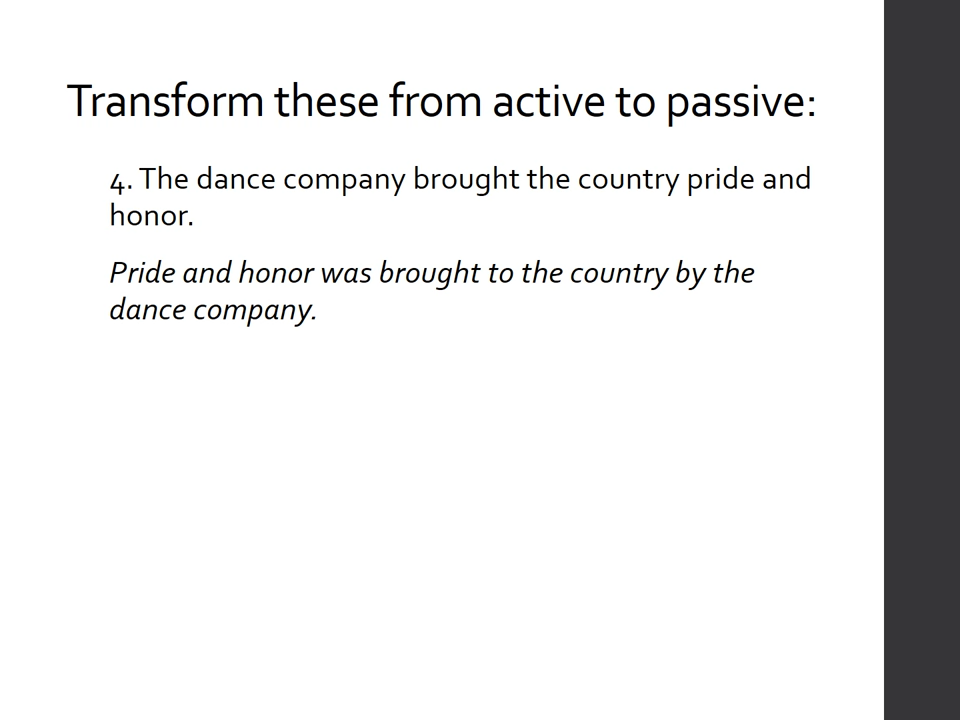 Transform these from active to passive:
4. The dance company brought the country pride and
honor.
Pride and honor was brought to the country by the
dance company.